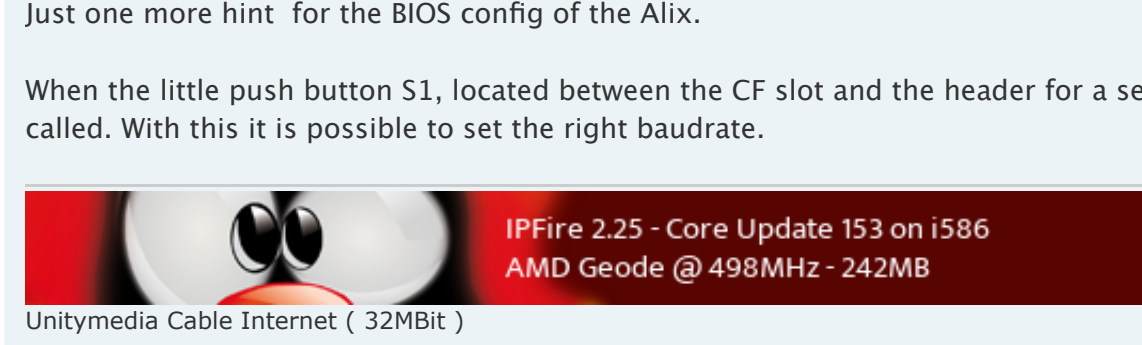 Just one more hint  for the BIOS config of the Alix.
When the little push button S1, located between the CF slot and the header for a se
called. With this it is possible to set the right baudrate.
IPFire 2.25 - Core Update 153 on i586
AMD Geode @ 498MHz - 242MB
Unitymedia Cable Internet ( 32MBit )